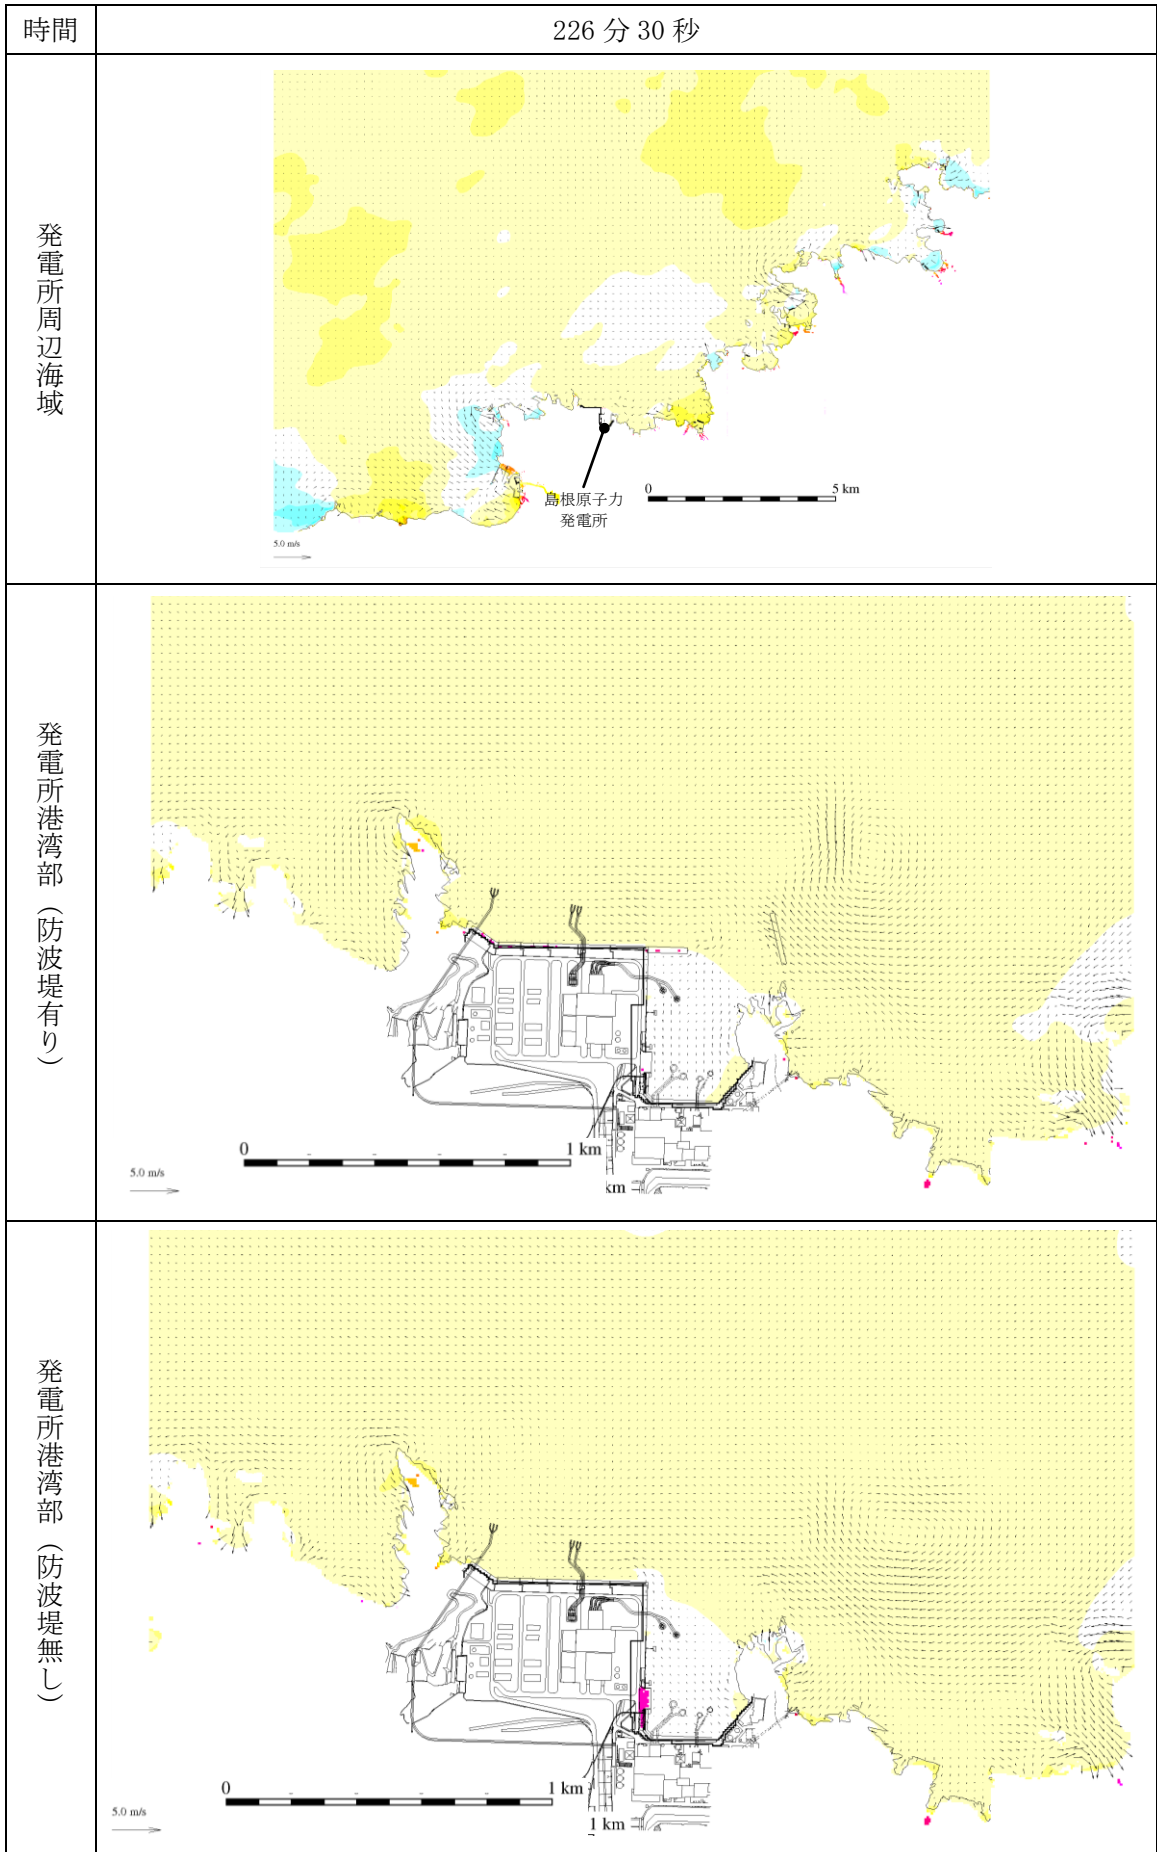 時間
226 分 30 秒
発電所周辺海域
島根原子力
発電所
0
5 km
5.0 m/s
発電所港湾部（防波堤有り）
0
1 km
km
5.0 m/s
発電所港湾部（防波堤無し）
0
1 km
1 km
5.0 m/s